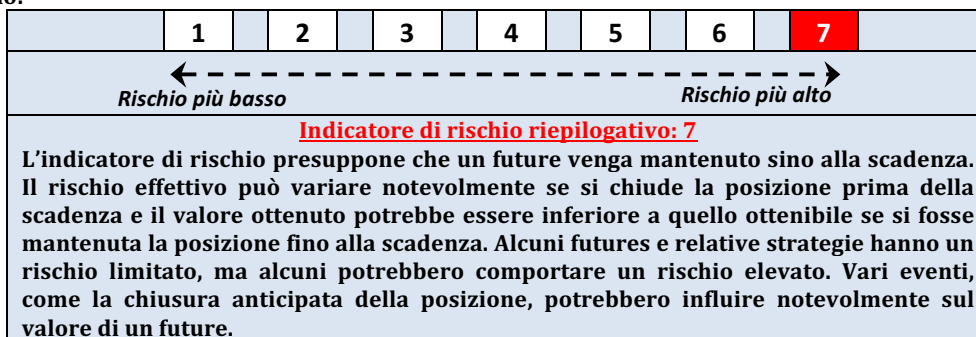 no:
1 2 3 4 5 6 7
Rischio più basso Rischio più alto
Indicatore di rischio riepilogativo: 7
L’indicatore di rischio presuppone che un future venga mantenuto sino alla scadenza.
Il rischio effettivo può variare notevolmente se si chiude la posizione prima della
scadenza e il valore ottenuto potrebbe essere inferiore a quello ottenibile se si fosse
mantenuta la posizione fino alla scadenza. Alcuni futures e relative strategie hanno un
rischio limitato, ma alcuni potrebbero comportare un rischio elevato. Vari eventi,
come la chiusura anticipata della posizione, potrebbero influire notevolmente sul
valore di un future.